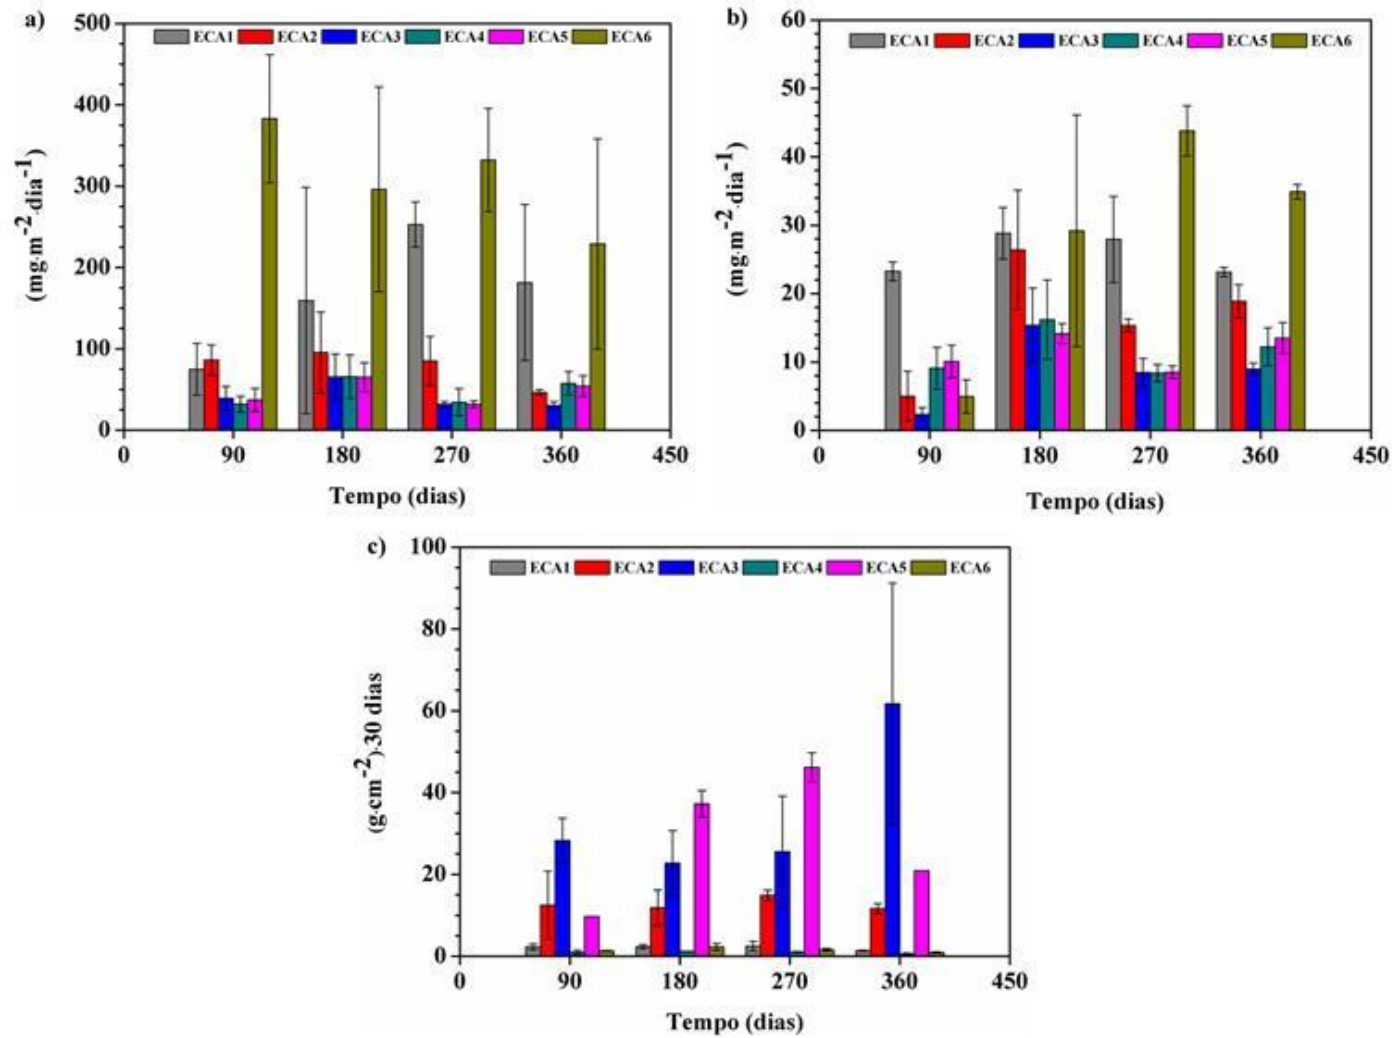 a)
500
400
300
200
100
0
(mg.m-2.dia-1)
ECA1 ECA2 ECA3 ECA4 ECA5 ECA6
0 90 180 270 360 450
Tempo (dias)
b)
60
50
40
30
20
10
0
(mg.m-2.dia-1)
ECA1 ECA2 ECA3 ECA4 ECA5 ECA6
0 90 180 270 360 450
Tempo (dias)
c)
100
80
60
40
20
0
(g.cm-2).30 dias
ECA1 ECA2 ECA3 ECA4 ECA5 ECA6
0 90 180 270 360 450
Tempo (dias)